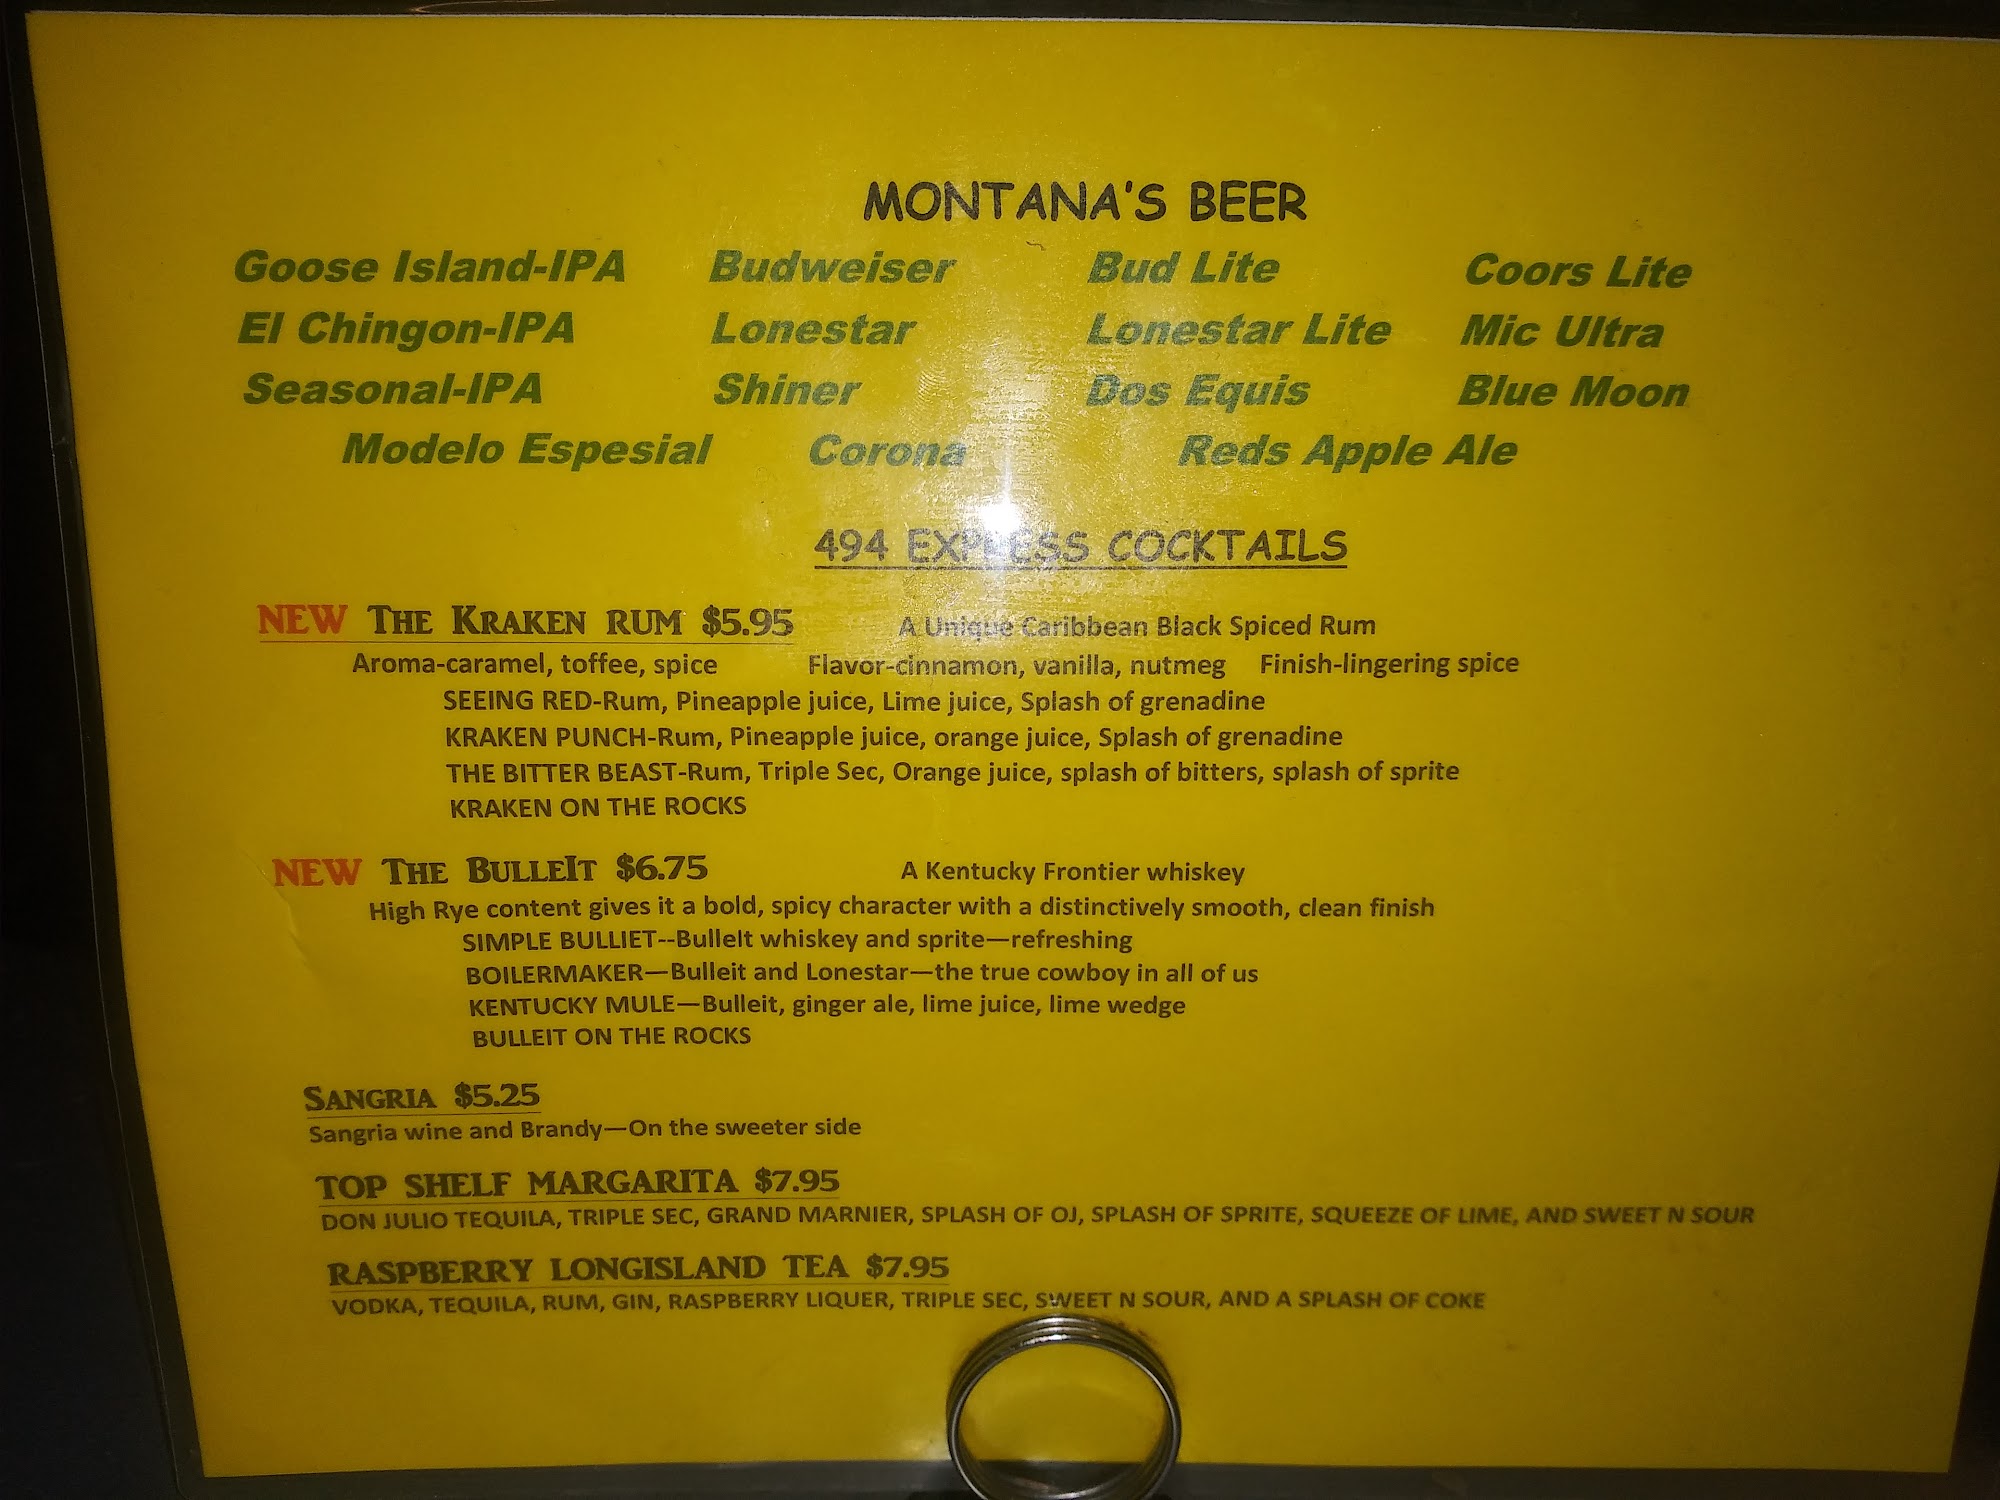 MONTANA'S BEER
Goose Island-IPA Budweiser Bud Lite Coors Lite
El Chingon-IPA Lonestar Lonestar Lite Mic Ultra
Seasonal-IPA Shiner Dos Equis Blue Moon
Modelo Espesial Corona Reds Apple Ale
494 EXPRESS COCKTAILS
NEW THE KRAKEN RUM $5.95 A Unique Caribbean Black Spiced Rum
Aroma-caramel, toffee, spice Flavor-cinnamon, vanilla, nutmeg Finish-lingering spice
SEEING RED-Rum, Pineapple juice, Lime juice, Splash of grenadine
KRAKEN PUNCH-Rum, Pineapple juice, orange juice, Splash of grenadine
THE BITTER BEAST-Rum, Triple Sec, Orange juice, splash of bitters, splash of sprite
KRAKEN ON THE ROCKS
NEW THE BULLEIT $6.75 A Kentucky Frontier whiskey
High Rye content gives it a bold, spicy character with a distinctively smooth, clean finish
SIMPLE BULLIET--BulleIt whiskey and sprite—refreshing
BOILERMAKER—Bulleit and Lonestar—the true cowboy in all of us
KENTUCKY MULE—Bulleit, ginger ale, lime juice, lime wedge
BULLEIT ON THE ROCKS
SANGRIA $5.25
Sangria wine and Brandy—On the sweeter side
TOP SHELF MARGARITA $7.95
DON JULIO TEQUILA, TRIPLE SEC, GRAND MARNIER, SPLASH OF OJ, SPLASH OF SPRITE, SQUEEZE OF LIME, AND SWEET N SOUR
RASPBERRY LONGISLAND TEA $7.95
VODKA, TEQUILA, RUM, GIN, RASPBERRY LIQUER, TRIPLE SEC, SWEET N SOUR, AND A SPLASH OF COKE